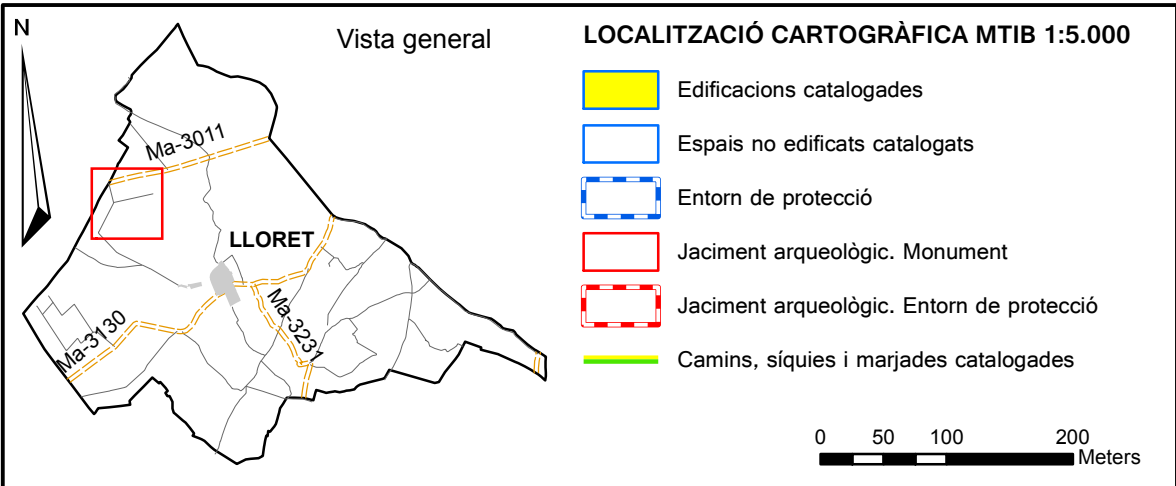 N
Vista general
Ma-3011
LLORET
Ma-3231
Ma-3130
LOCALITZACIÓ CARTOGRÀFICA MTIB 1:5.000
Edificacions catalogades
Espais no edificats catalogats
Entorn de protecció
Jaciment arqueològic. Monument
Jaciment arqueològic. Entorn de protecció
Camins, síquies i marjades catalogades
0 50 100 200
Meters